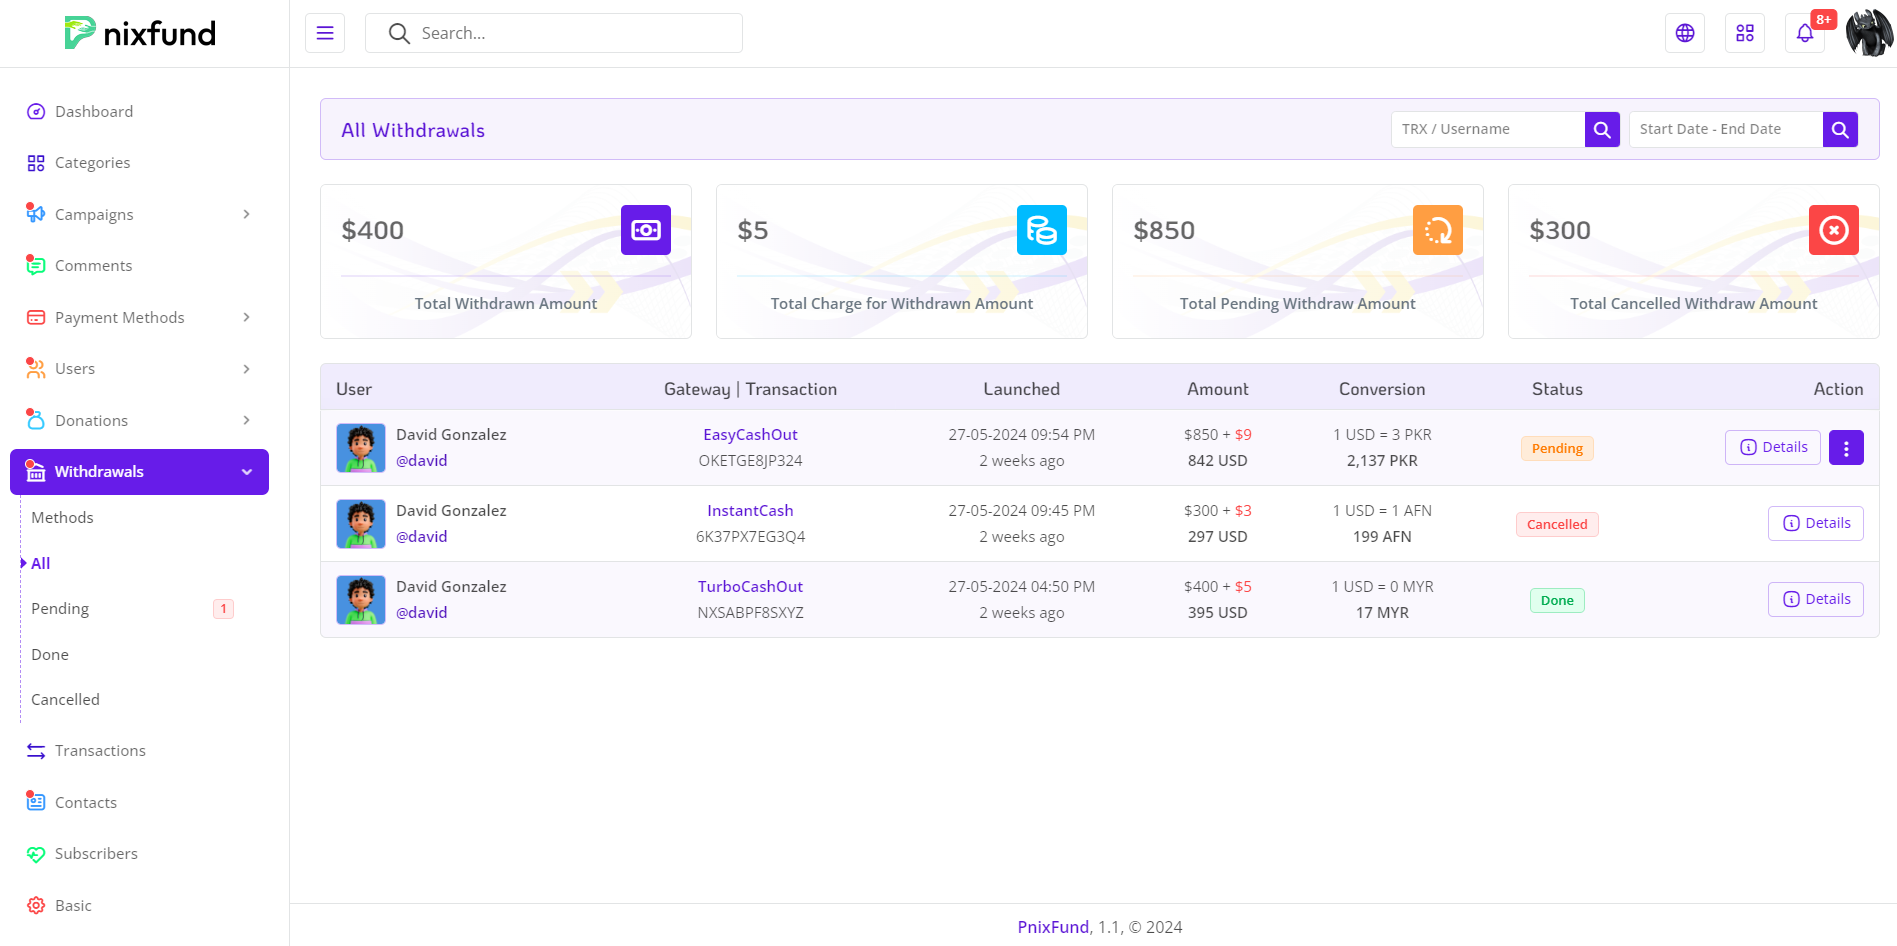 nixfund
Search...
8+
Dashboard
Categories
Campaigns
Comments
Payment Methods
Users
Donations
Withdrawals
Methods
All
Pending 1
Done
Cancelled
Transactions
Contacts
Subscribers
Basic
All Withdrawals
TRX / Username
Start Date - End Date
$400
Total Withdrawn Amount
$5
Total Charge for Withdrawn Amount
$850
Total Pending Withdraw Amount
$300
Total Cancelled Withdraw Amount
User Gateway | Transaction Launched Amount Conversion Status Action
David Gonzalez EasyCashOut 27-05-2024 09:54 PM $850 + $9 1 USD = 3 PKR Pending Details
@david OKETGE8JP324 2 weeks ago 842 USD 2,137 PKR
David Gonzalez InstantCash 27-05-2024 09:45 PM $300 + $3 1 USD = 1 AFN Cancelled Details
@david 6K37PX7EG3Q4 2 weeks ago 297 USD 199 AFN
David Gonzalez TurboCashOut 27-05-2024 04:50 PM $400 + $5 1 USD = 0 MYR Done Details
@david NXSABPF8SXYZ 2 weeks ago 395 USD 17 MYR
PnixFund, 1.1, © 2024